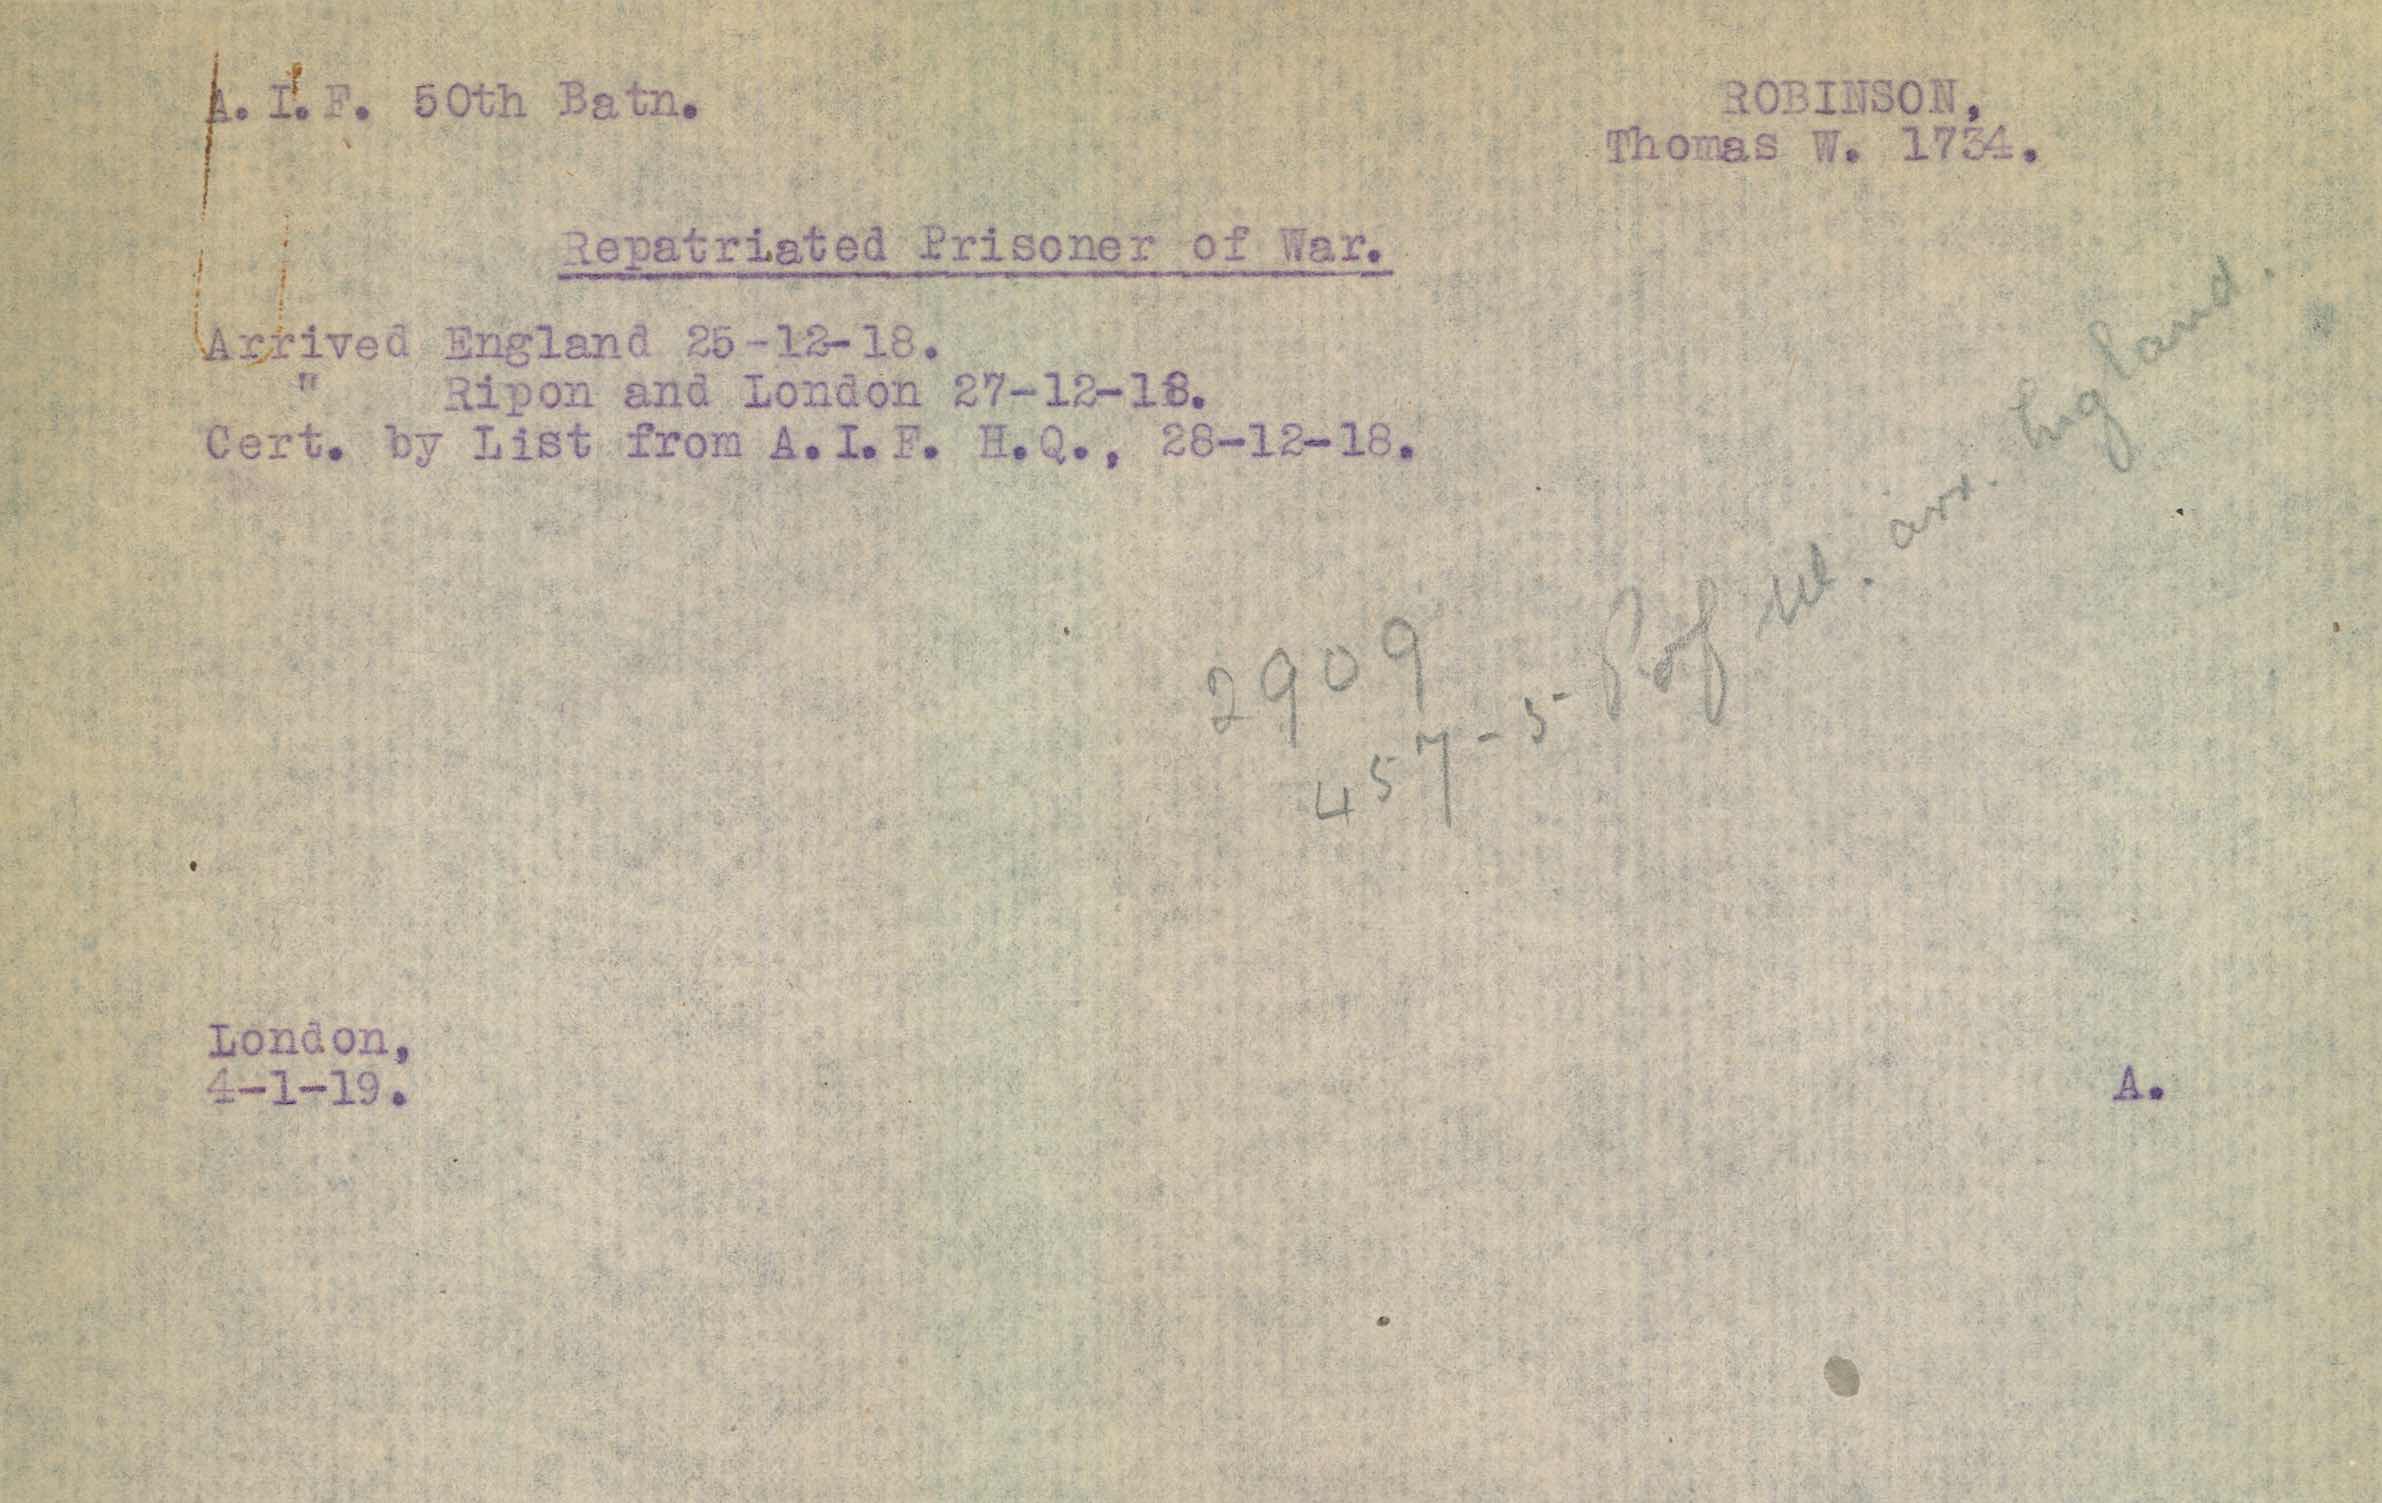 A.I.F. 50th Batn.
ROBINSON,
Thomas W. 1734.
Repatriated Prisoner of War.
Arrived England 25-12-18.
" Ripon and London 27-12-18.
Cert. by List from A.I.F. H.Q., 28-12-18.
2909
457-5- P of W. arr. England.
London,
4-1-19.
A.